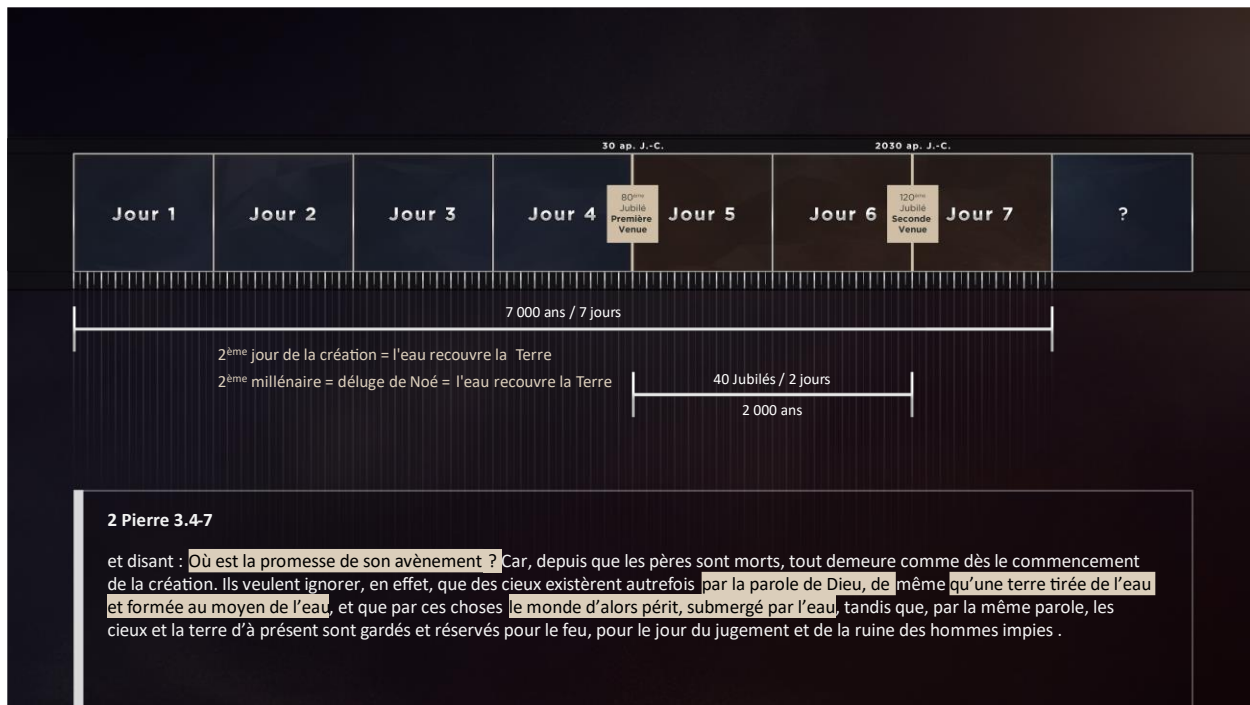 30 ap. J.-C.
2030 ap. J.-C.
Jour 1
Jour 2
Jour 3
Jour 4
80ème
Jubilé
Première
Venue
Jour 5
Jour 6
120ème
Jubilé
Seconde
Venue
Jour 7
?
7 000 ans / 7 jours
2ème jour de la création = l'eau recouvre la Terre
2ème millénaire = déluge de Noé = l'eau recouvre la Terre
40 Jubilés / 2 jours
2 000 ans
2 Pierre 3.4-7
et disant : Où est la promesse de son avènement ? Car, depuis que les pères sont morts, tout demeure comme dès le commencement
de la création. Ils veulent ignorer, en effet, que des cieux existèrent autrefois par la parole de Dieu, de même qu’une terre tirée de l’eau
et formée au moyen de l’eau, et que par ces choses le monde d’alors périt, submergé par l’eau, tandis que, par la même parole, les
cieux et la terre d’à présent sont gardés et réservés pour le feu, pour le jour du jugement et de la ruine des hommes impies .